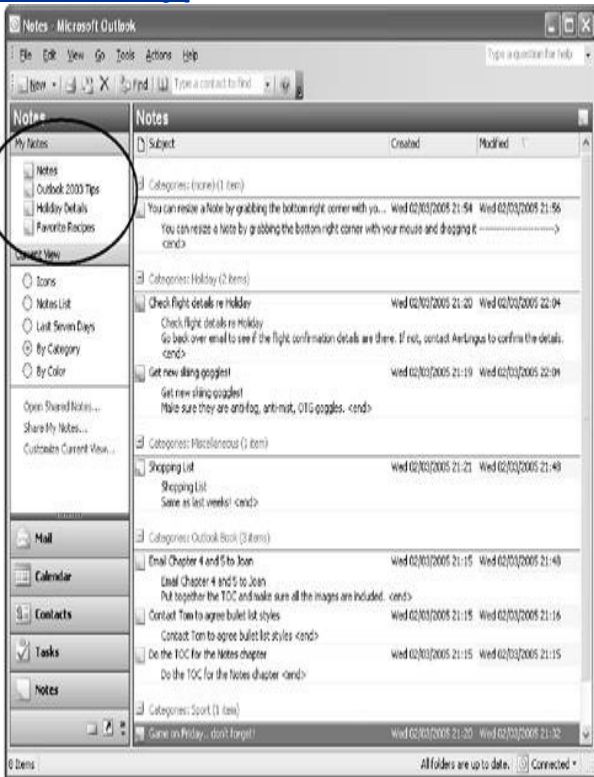 Notes - Microsoft Outlook
File Edit View Go Tools Actions Help Type a question for help
New Find Type a contact to find
Notes
My Notes
Notes
Outlook 2003 Tips
Holiday Details
Favorite Recipes
Current View
Icons
Notes List
Last Seven Days
By Category
By Color
Open Shared Notes...
Share My Notes...
Customize Current View...
Mail
Calendar
Contacts
Tasks
Notes
Notes
Subject Created Modified
Categories: (none) (1 item)
You can resize a Note by grabbing the bottom right corner with yo... Wed 02/03/2005 21:54 Wed 02/03/2005 21:56
You can resize a Note by grabbing the bottom right corner with your mouse and dragging it ---------------------->
<end>
Categories: Holiday (2 items)
Check flight details re Holiday Wed 02/03/2005 21:20 Wed 02/03/2005 22:04
Check flight details re Holiday
Go back over email to see if the flight confirmation details are there. If not, contact AerLingus to confirm the details.
<end>
Get new skiing goggles! Wed 02/03/2005 21:19 Wed 02/03/2005 22:04
Get new skiing goggles!
Make sure they are anti-fog, anti-mist, OTG goggles. <end>
Categories: Miscellaneous (1 item)
Shopping List Wed 02/03/2005 21:21 Wed 02/03/2005 21:48
Shopping List
Same as last weeks! <end>
Categories: Outlook Book (3 items)
Email Chapter 4 and 5 to Joan Wed 02/03/2005 21:15 Wed 02/03/2005 21:48
Email Chapter 4 and 5 to Joan
Put together the TOC and make sure all the images are included. <end>
Contact Tom to agree bullet list styles Wed 02/03/2005 21:15 Wed 02/03/2005 21:16
Contact Tom to agree bullet list styles <end>
Do the TOC for the Notes chapter Wed 02/03/2005 21:15 Wed 02/03/2005 21:15
Do the TOC for the Notes chapter <end>
Categories: Sport (1 item)
Game on Friday... don't forget! Wed 02/03/2005 21:20 Wed 02/03/2005 21:32
8 Items All folders are up to date. Connected